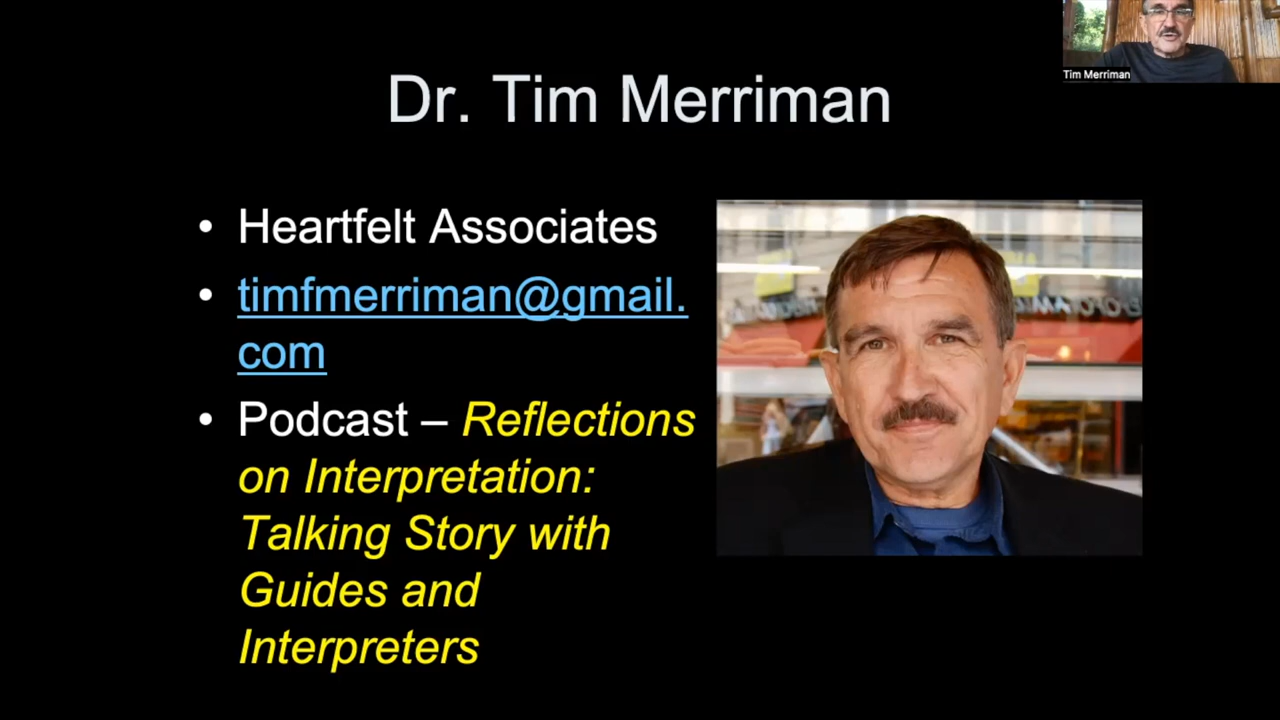 Tim Merriman
Dr. Tim Merriman
• Heartfelt Associates
• timfmerriman@gmail.
com
• Podcast – Reflections
on Interpretation:
Talking Story with
Guides and
Interpreters